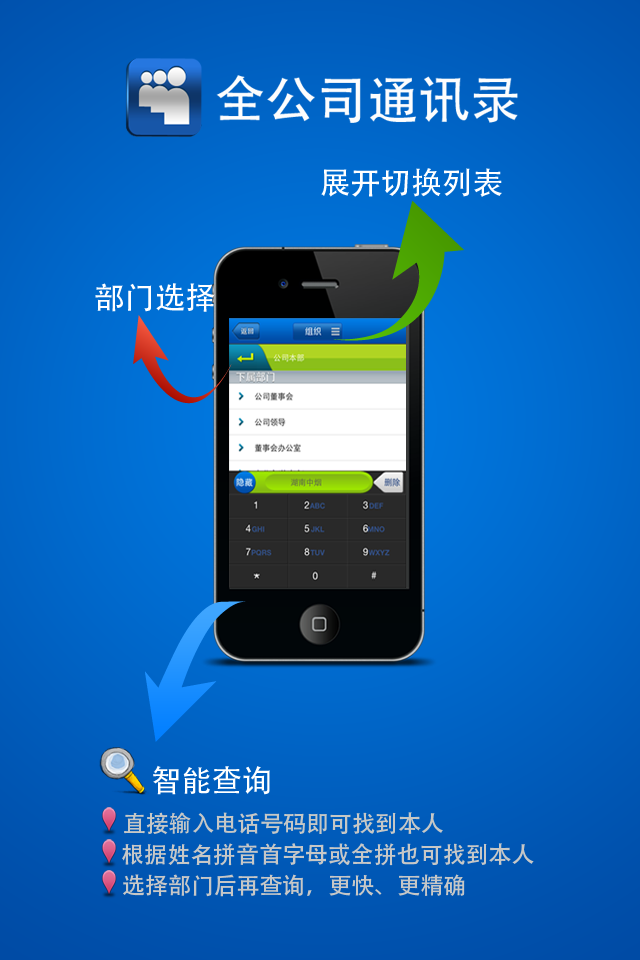 全公司通讯录
展开切换列表
部门选择
返回
组织
公司本部
下属部门
公司董事会
公司领导
董事会办公室
隐藏
湖南中烟
删除
1 2ABC 3DEF
4GHI 5JKL 6MNO
7PQRS 8TUV 9WXYZ
* 0 #
智能查询
直接输入电话号码即可找到本人
根据姓名拼音首字母或全拼也可找到本人
选择部门后再查询，更快、更精确